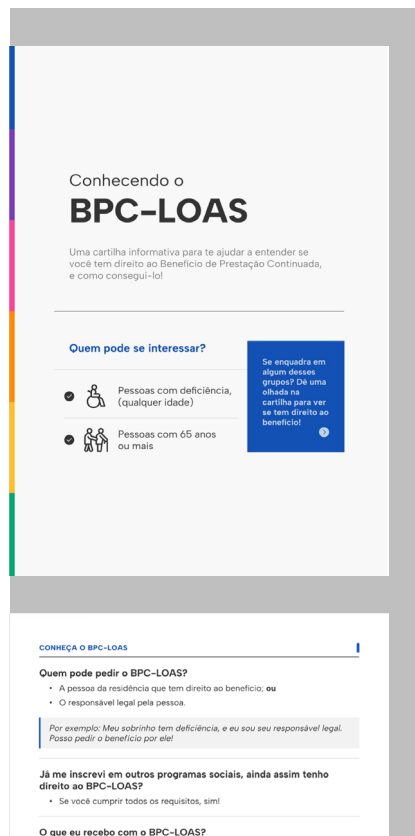 Conhecendo o
BPC-LOAS
Uma cartilha informativa para te ajudar a entender se
você tem direito ao Benefício de Prestação Continuada,
e como consegui-lo!
Quem pode se interessar?
Pessoas com deficiência,
(qualquer idade)
Pessoas com 65 anos
ou mais
Se enquadra em
algum desses
grupos? Dê uma
olhada na
cartilha para ver
se tem direito ao
benefício!
CONHEÇA O BPC-LOAS
Quem pode pedir o BPC-LOAS?
• A pessoa da residência que tem direito ao benefício; ou
• O responsável legal pela pessoa.
Por exemplo: Meu sobrinho tem deficiência, e eu sou seu responsável legal.
Posso pedir o benefício por ele!
Já me inscrevi em outros programas sociais, ainda assim tenho
direito ao BPC-LOAS?
• Se você cumprir todos os requisitos, sim!
O que eu recebo com o BPC-LOAS?